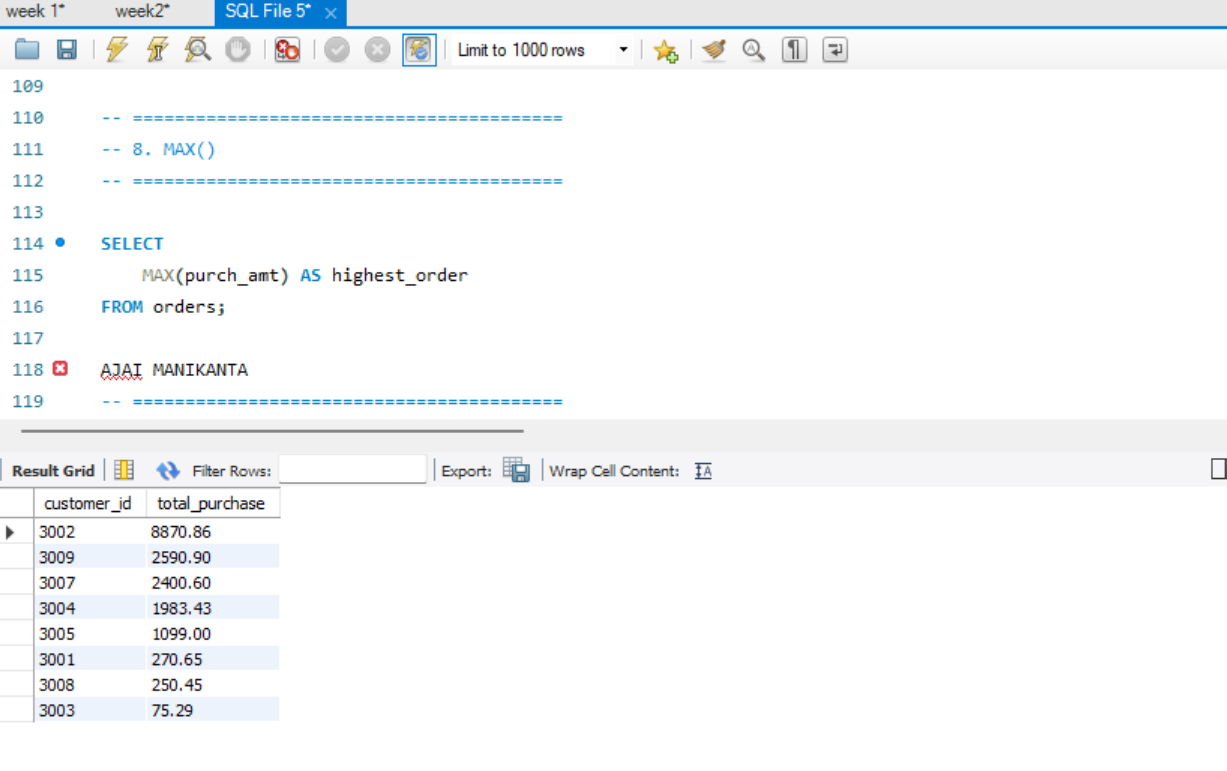 week 1* week2* SQL File 5*
Limit to 1000 rows
109
110 -- =========================================
111 -- 8. MAX()
112 -- =========================================
113
114 SELECT
115 MAX(purch_amt) AS highest_order
116 FROM orders;
117
118 AJAI MANIKANTA
119 -- =========================================
Result Grid Filter Rows: Export: Wrap Cell Content:
customer_id total_purchase
3002 8870.86
3009 2590.90
3007 2400.60
3004 1983.43
3005 1099.00
3001 270.65
3008 250.45
3003 75.29